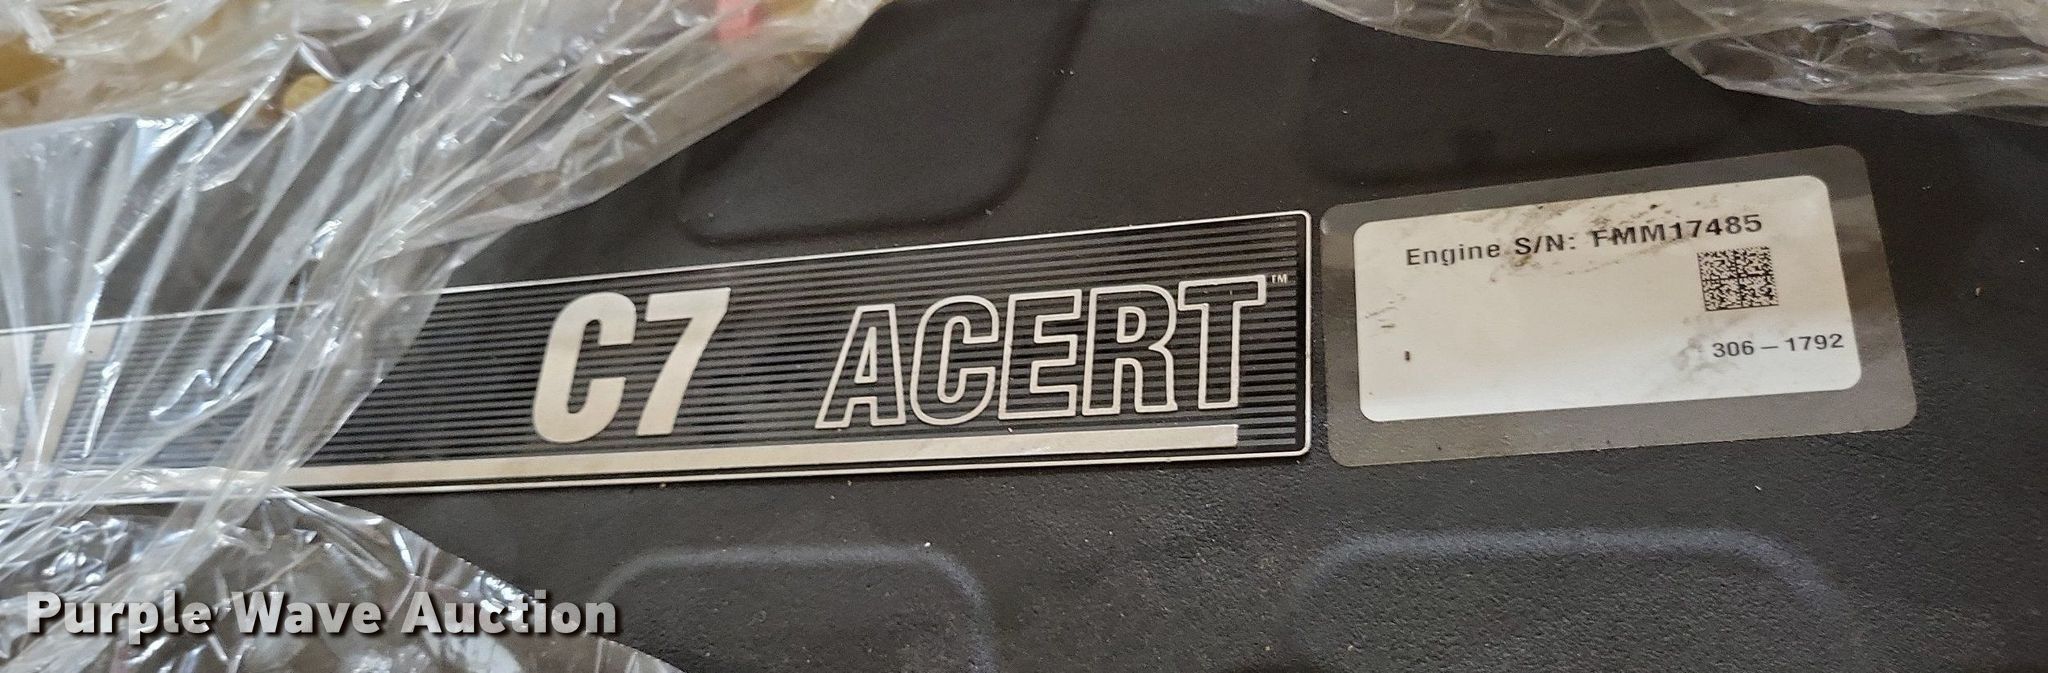 C7 ACERT™
Engine S/N: FMM17485
306-1792
Purple Wave Auction